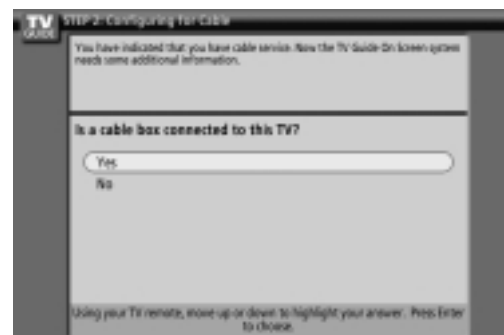 TV
GUIDE
STEP 2: Configuring for Cable
You have indicated that you have cable service. Now the TV Guide On Screen system
needs some additional information.
Is a cable box connected to this TV?
Yes
No
Using your TV remote, move up or down to highlight your answer. Press Enter
to choose.